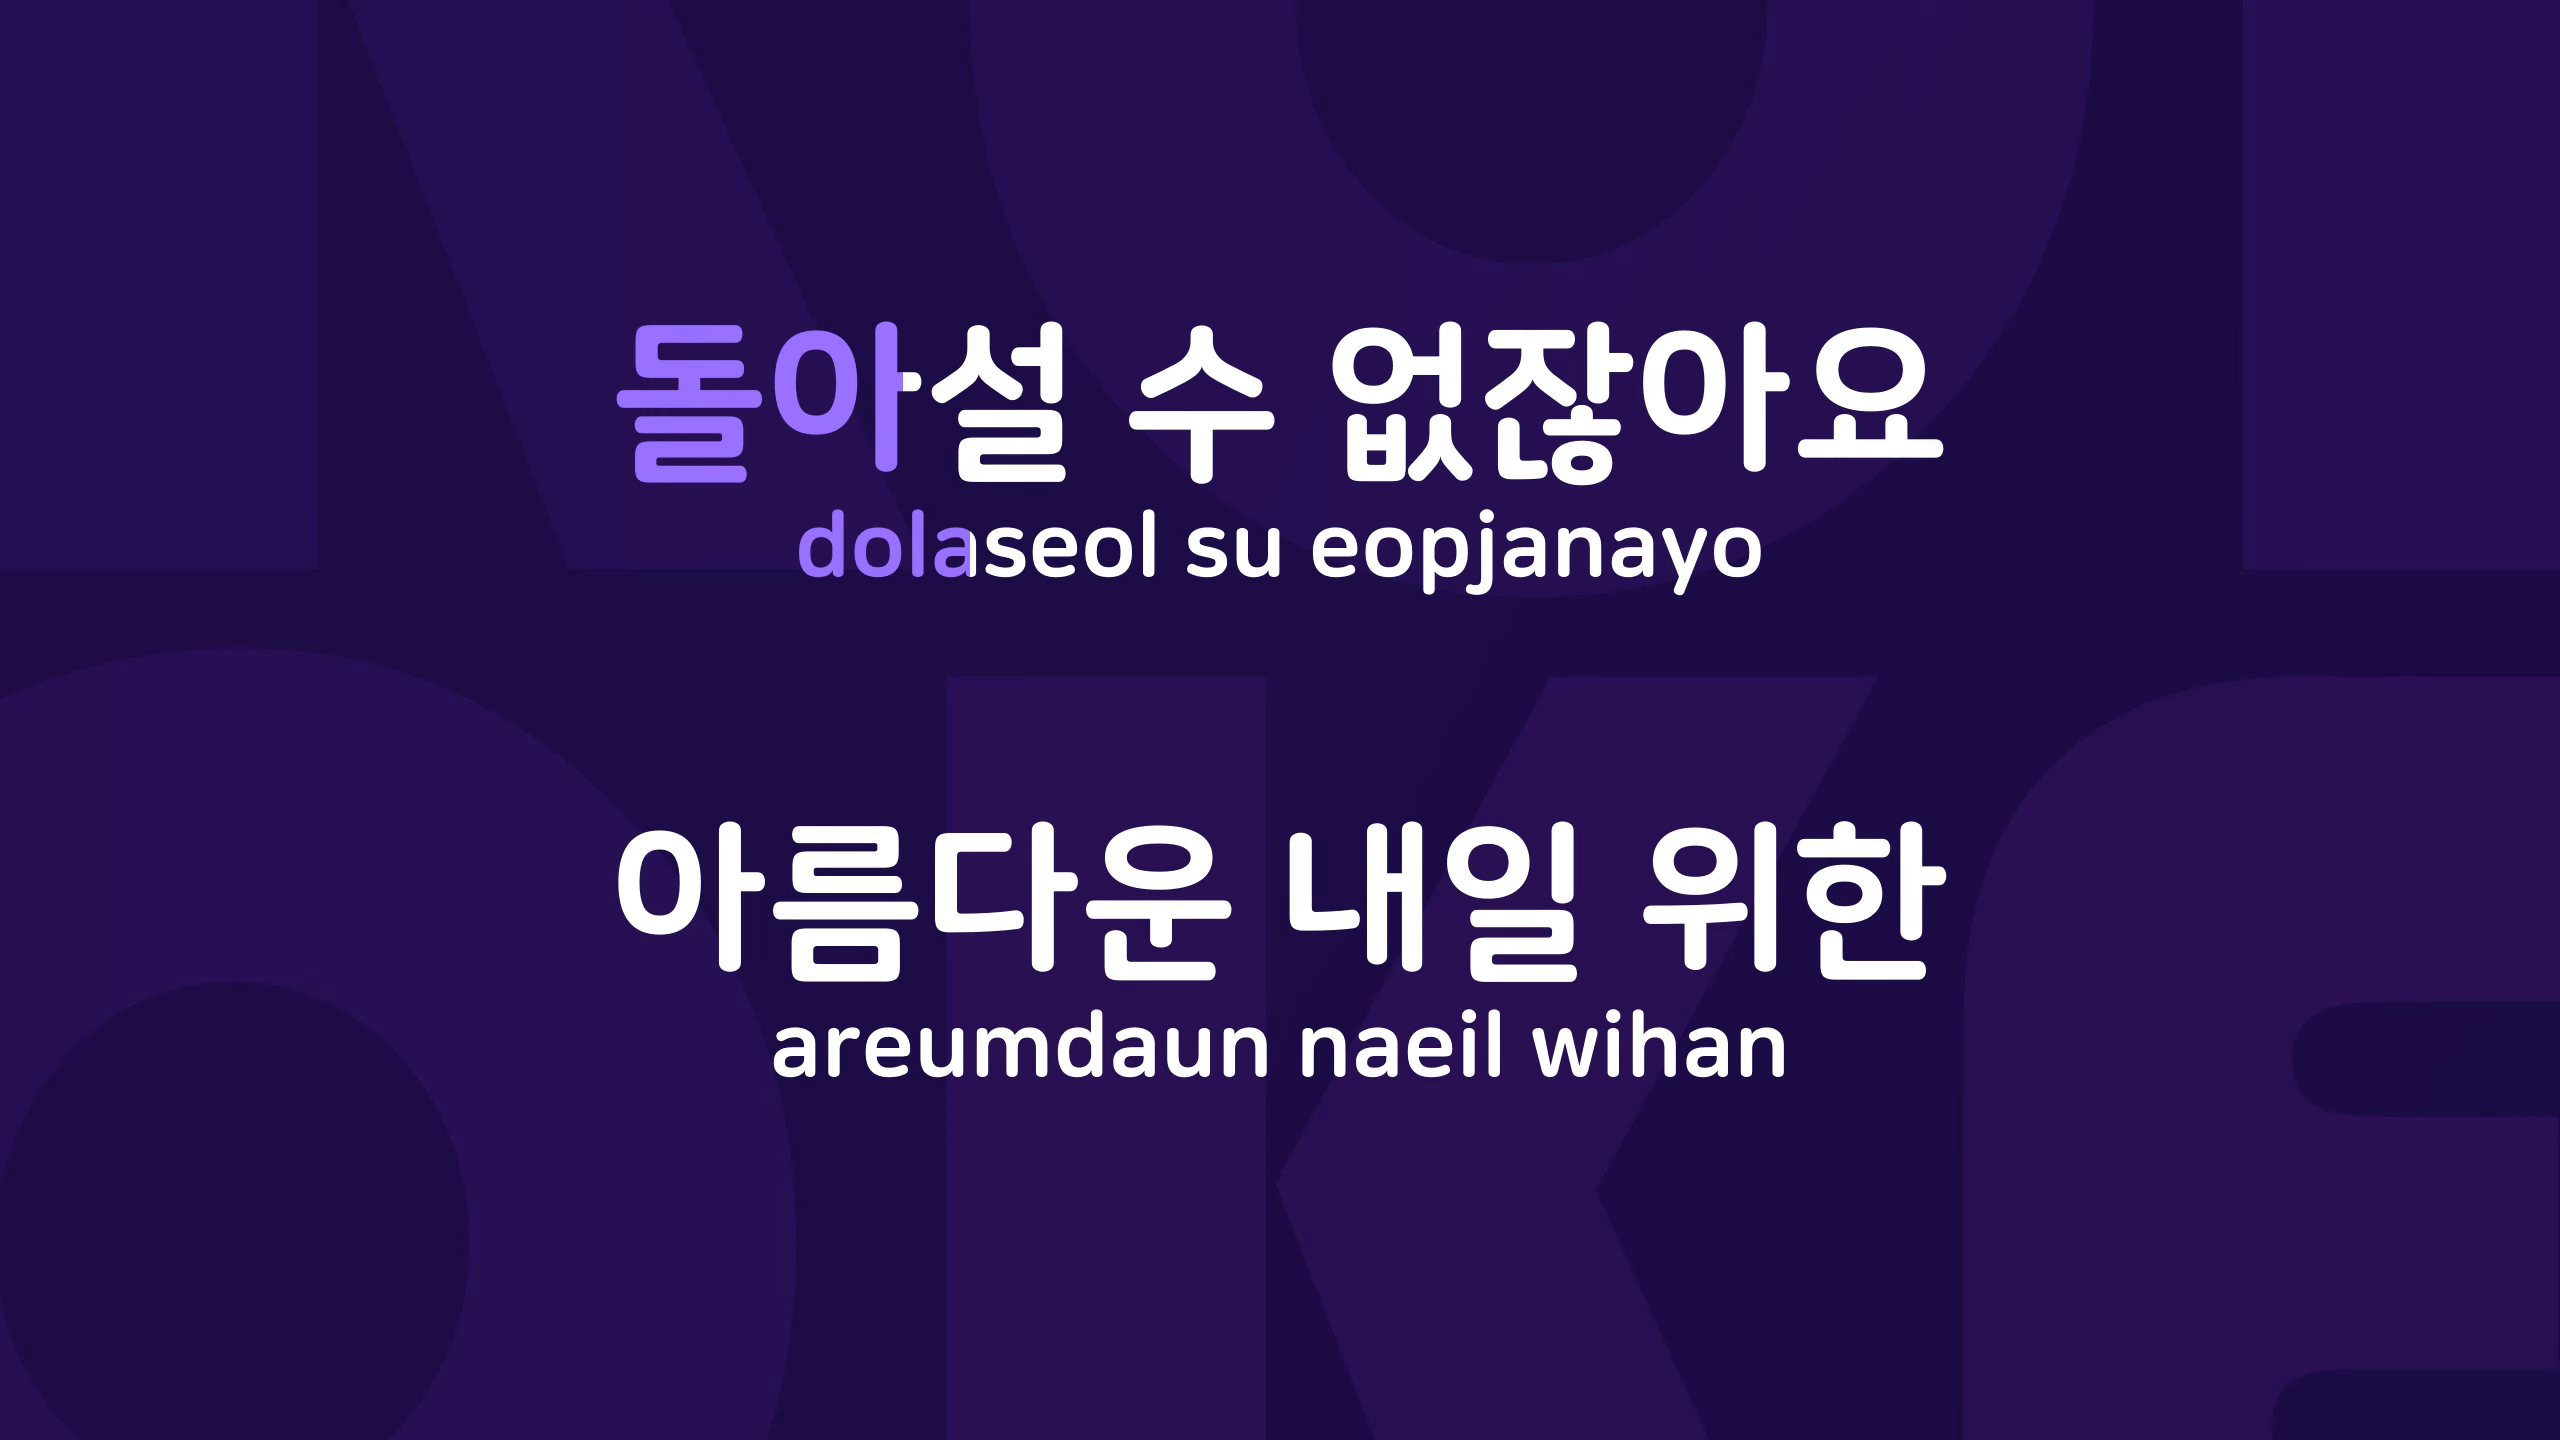 돌아설 수 없잖아요
dolaseol su eopjanayo
아름다운 내일 위한
areumdaun naeil wihan